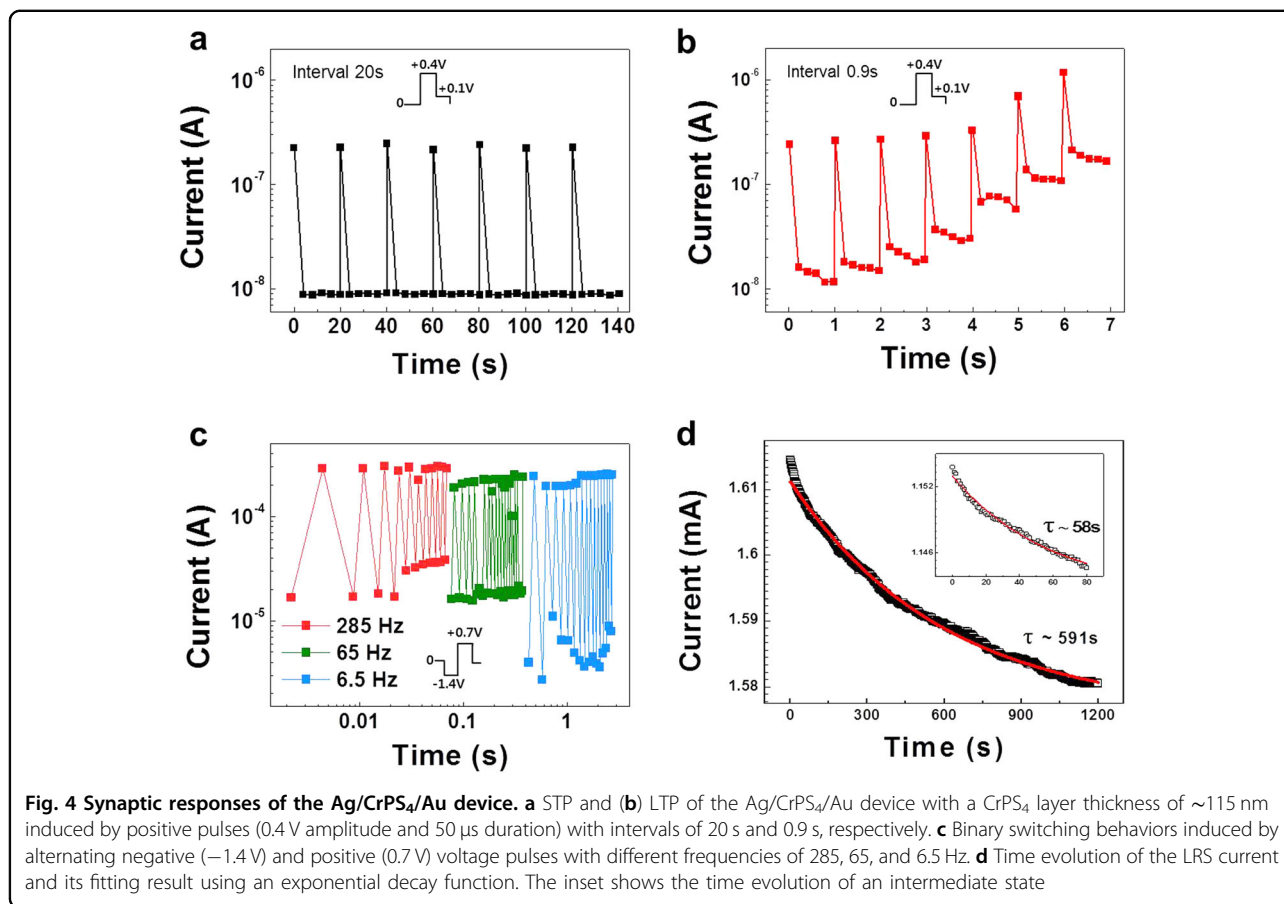 a
Interval 20s
+0.4V
+0.1V
0
10⁻⁶
10⁻⁷
10⁻⁸
Current (A)
0 20 40 60 80 100 120 140
Time (s)
b
Interval 0.9s
+0.4V
+0.1V
0
10⁻⁶
10⁻⁷
10⁻⁸
Current (A)
0 1 2 3 4 5 6 7
Time (s)
c
10⁻⁴
10⁻⁵
Current (A)
285 Hz
65 Hz
6.5 Hz
+0.7V
0
-1.4V
0.01 0.1 1
Time (s)
d
1.61
1.60
1.59
1.58
Current (mA)
1.152
1.146
τ ~ 58s
0 20 40 60 80
τ ~ 591s
0 300 600 900 1200
Time (s)
Fig. 4 Synaptic responses of the Ag/CrPS₄/Au device. a STP and (b) LTP of the Ag/CrPS₄/Au device with a CrPS₄ layer thickness of ~115 nm
induced by positive pulses (0.4 V amplitude and 50 μs duration) with intervals of 20 s and 0.9 s, respectively. c Binary switching behaviors induced by
alternating negative (−1.4 V) and positive (0.7 V) voltage pulses with different frequencies of 285, 65, and 6.5 Hz. d Time evolution of the LRS current
and its fitting result using an exponential decay function. The inset shows the time evolution of an intermediate state